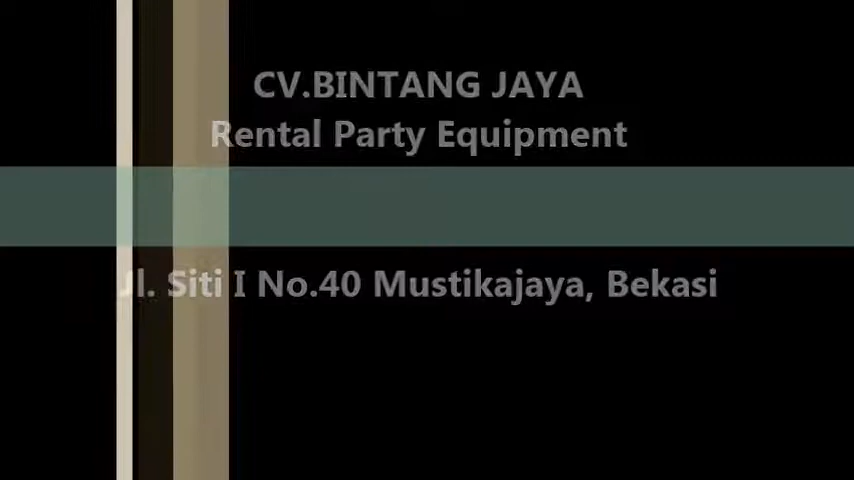 CV.BINTANG JAYA
Rental Party Equipment
Jl. Siti I No.40 Mustikajaya, Bekasi